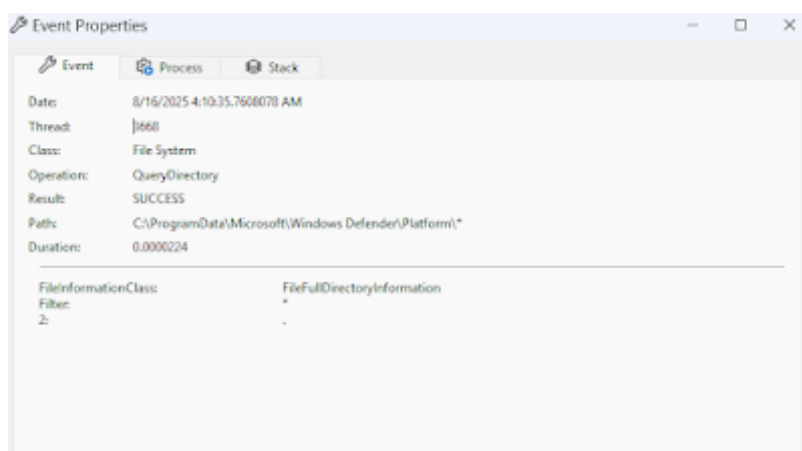 Event Properties
Event Process Stack
Date: 8/16/2025 4:10:35.7608078 AM
Thread: 3668
Class: File System
Operation: QueryDirectory
Result: SUCCESS
Path: C:\ProgramData\Microsoft\Windows Defender\Platform\*
Duration: 0.0000224
FileInformationClass: FileFullDirectoryInformation
Filter: *
2: .